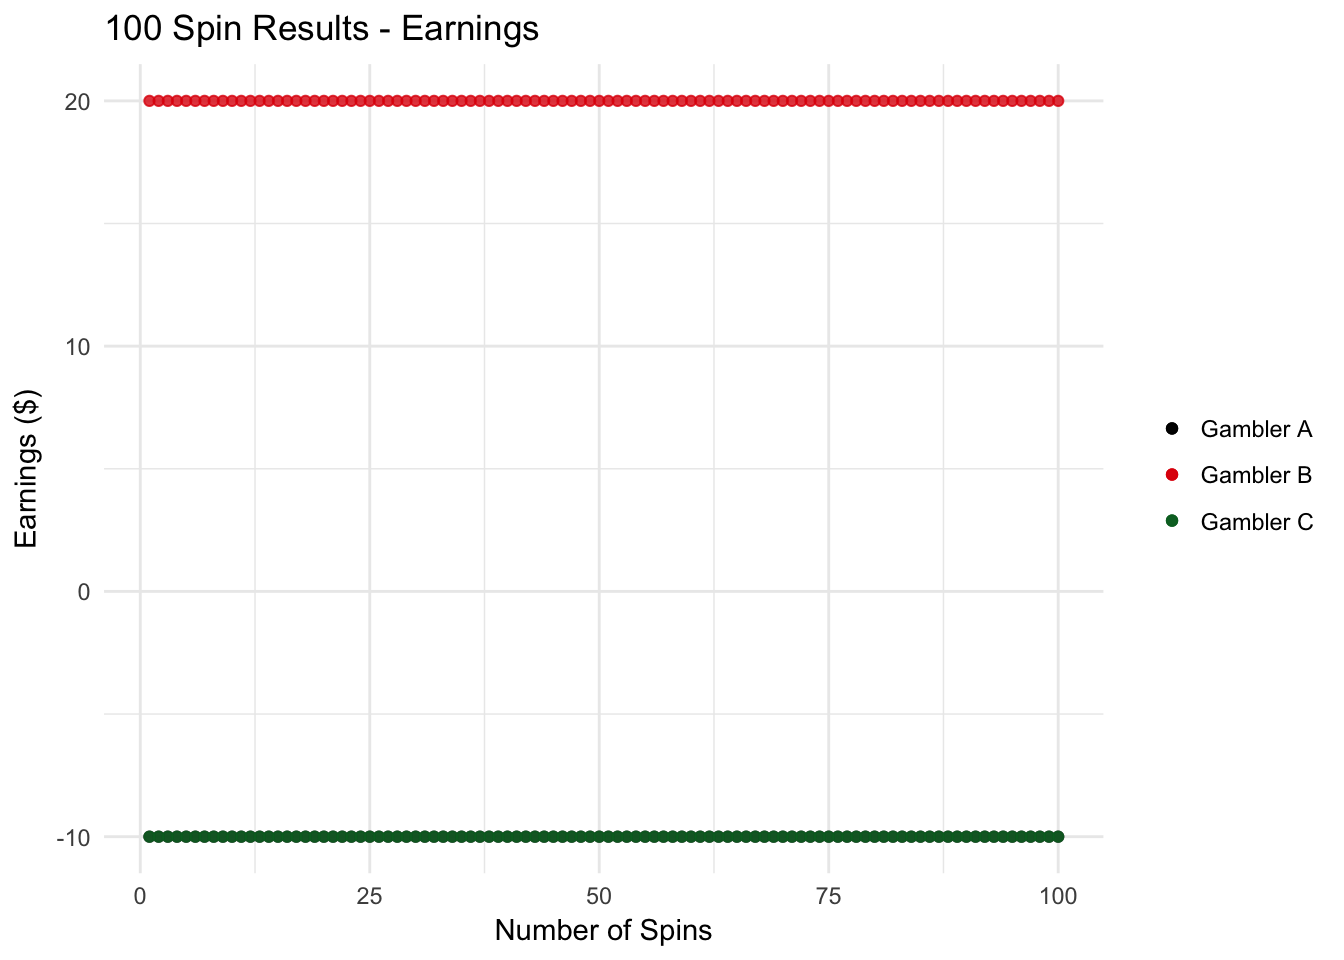 100 Spin Results - Earnings
20
10
0
-10
Earnings ($)
0 25 50 75 100
Number of Spins
Gambler A
Gambler B
Gambler C